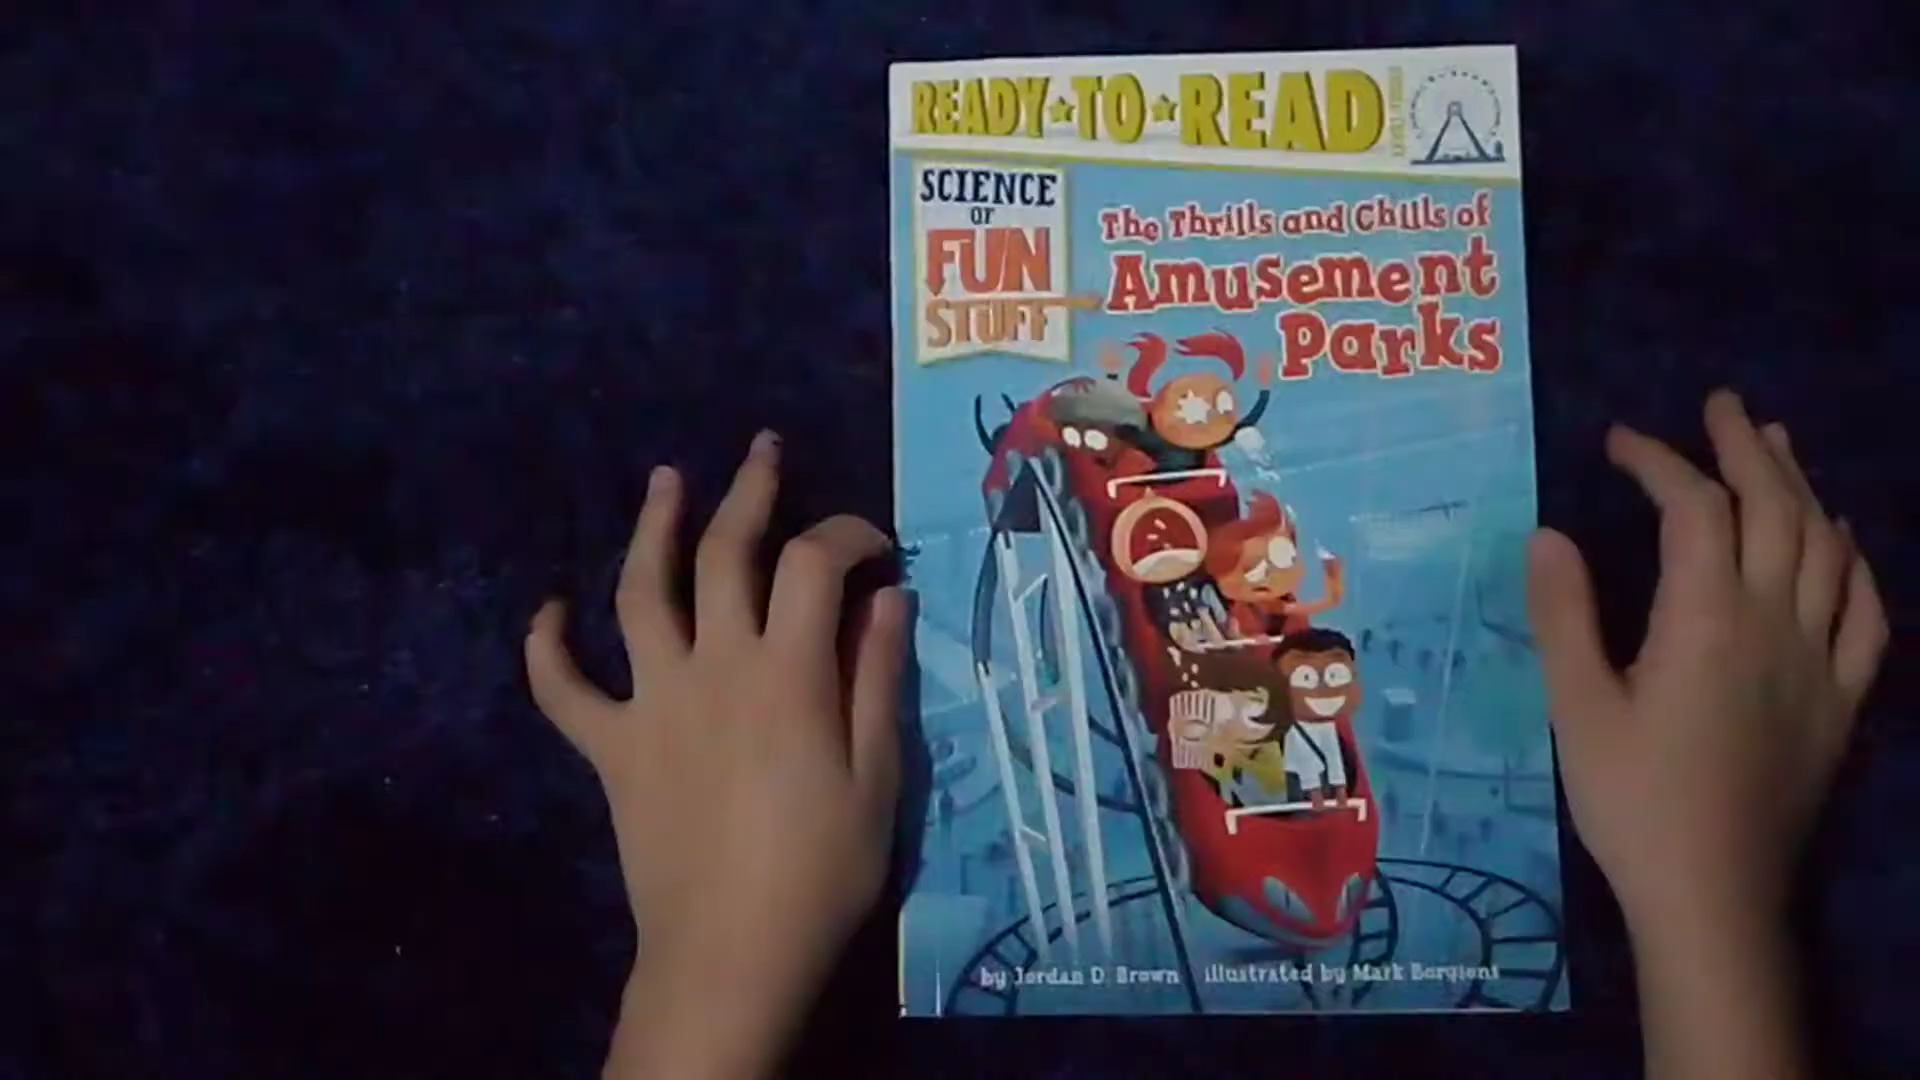 READY★TO★READ
SCIENCE
OF
FUN
STUFF
The Thrills and Chills of
Amusement
Parks
by Jordan D. Brown illustrated by Mark Borgions